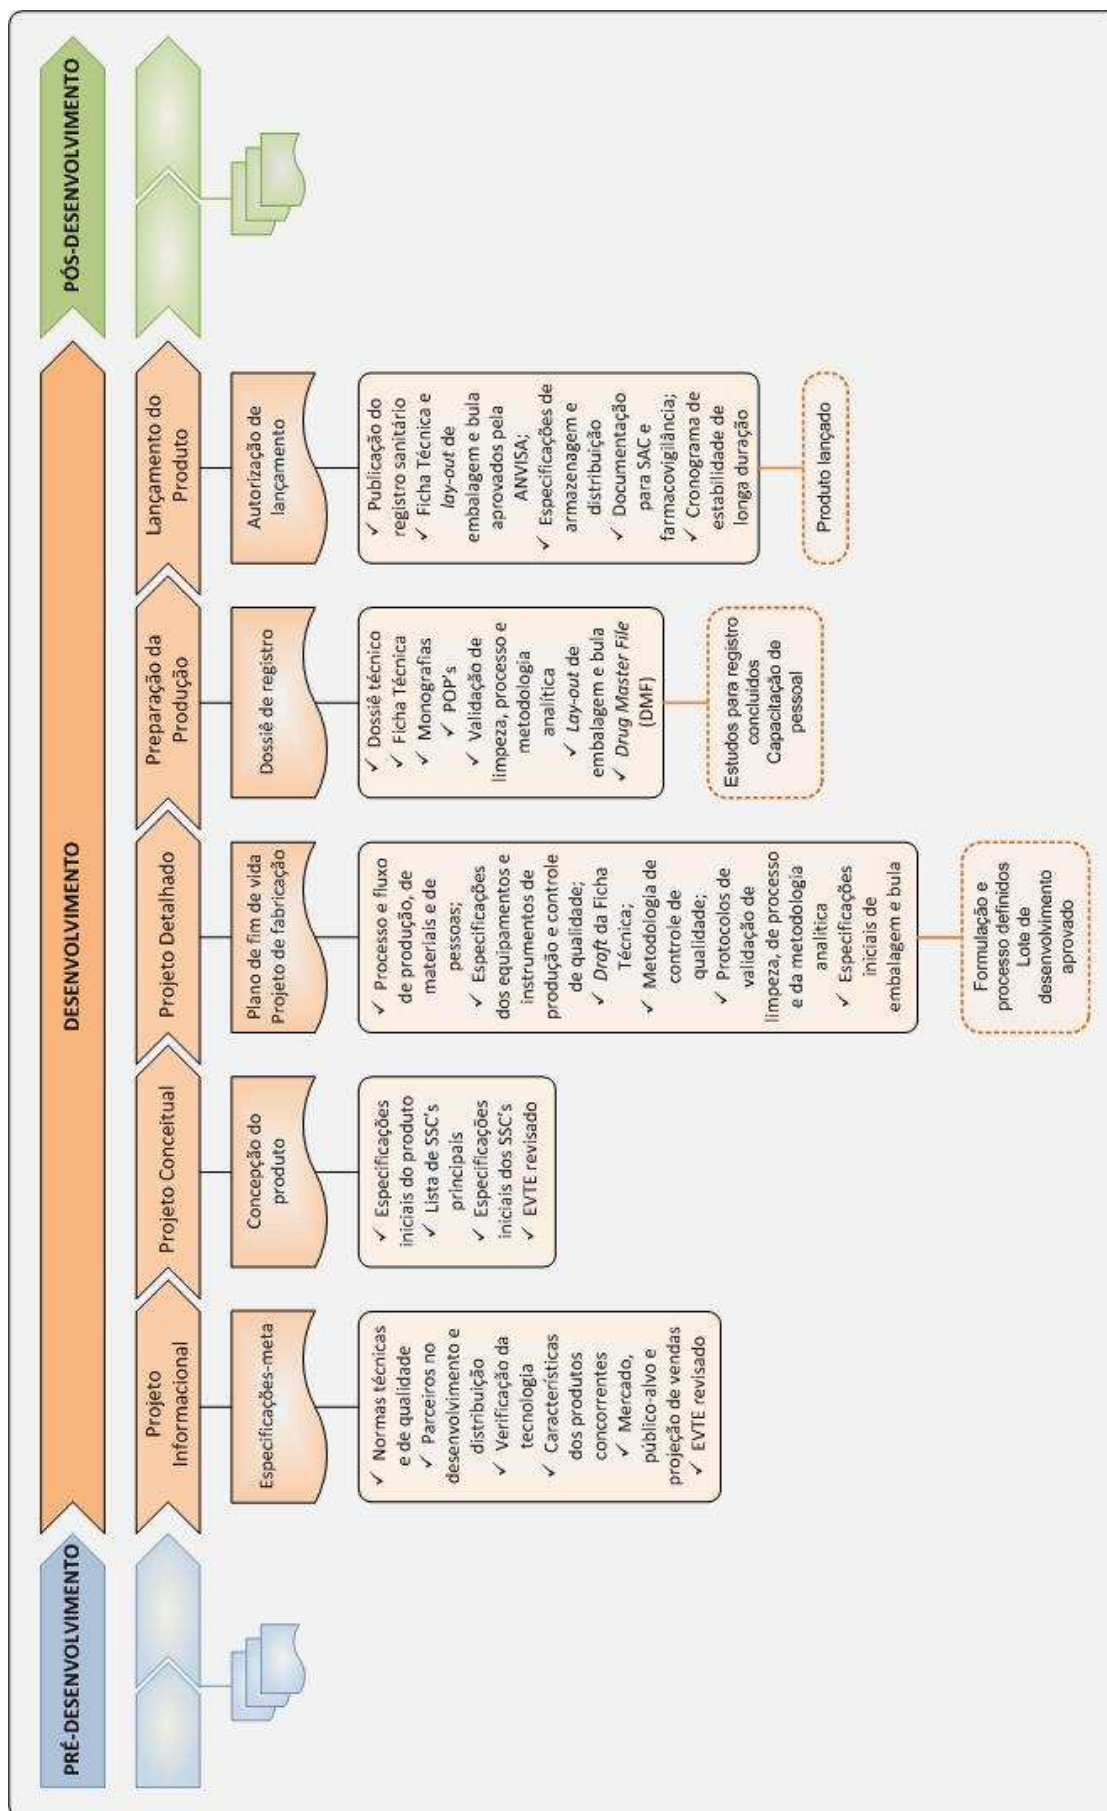 PRÉ-DESENVOLVIMENTO
DESENVOLVIMENTO
PÓS-DESENVOLVIMENTO
Projeto
Informacional
Projeto Conceitual
Projeto Detalhado
Preparação da
Produção
Lançamento do
Produto
Especificações-meta
Concepção do
produto
Plano de fim de vida
Projeto de fabricação
Dossiê de registro
Autorização de
lançamento
✓ Normas técnicas
e de qualidade
✓ Parceiros no
desenvolvimento e
distribuição
✓ Verificação da
tecnologia
✓ Características
dos produtos
concorrentes
✓ Mercado,
público-alvo e
projeção de vendas
✓ EVTE revisado
✓ Especificações
iniciais do produto
✓ Lista de SSC's
principais
✓ Especificações
iniciais dos SSC's
✓ EVTE revisado
✓ Processo e fluxo
de produção, de
materiais e de
pessoas;
✓ Especificações
dos equipamentos e
instrumentos de
produção e controle
de qualidade;
✓ Draft da Ficha
Técnica;
✓ Metodologia de
controle de
qualidade;
✓ Protocolos de
validação de
limpeza, de processo
e da metodologia
analítica
✓ Especificações
iniciais de
embalagem e bula
✓ Dossiê técnico
✓ Ficha Técnica
✓ Monografias
✓ POP's
✓ Validação de
limpeza, processo e
metodologia
analítica
✓ Lay-out de
embalagem e bula
✓ Drug Master File
(DMF)
✓ Publicação do
registro sanitário
✓ Ficha Técnica e
lay-out de
embalagem e bula
aprovados pela
ANVISA;
✓ Especificações de
armazenagem e
distribuição
✓ Documentação
para SAC e
farmacovigilância;
✓ Cronograma de
estabilidade de
longa duração
Formulação e
processo definidos
Lote de
desenvolvimento
aprovado
Estudos para registro
concluídos
Capacitação de
pessoal
Produto lançado